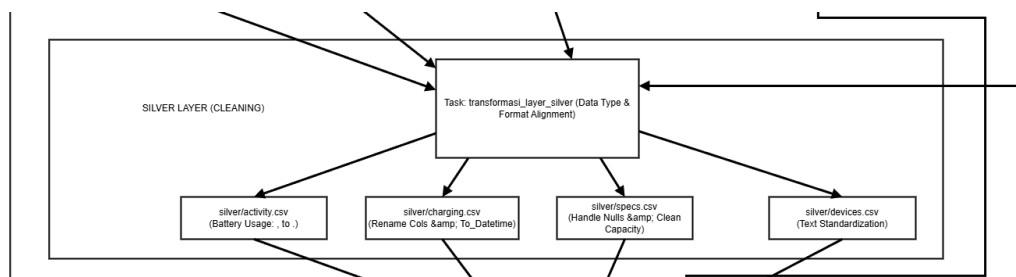 Task: transformasi_layer_silver (Data Type &
Format Alignment)
SILVER LAYER (CLEANING)
silver/activity.csv
(Battery Usage: , to .)
silver/charging.csv
(Rename Cols &amp; To_Datetime)
silver/specs.csv
(Handle Nulls &amp; Clean
Capacity)
silver/devices.csv
(Text Standardization)